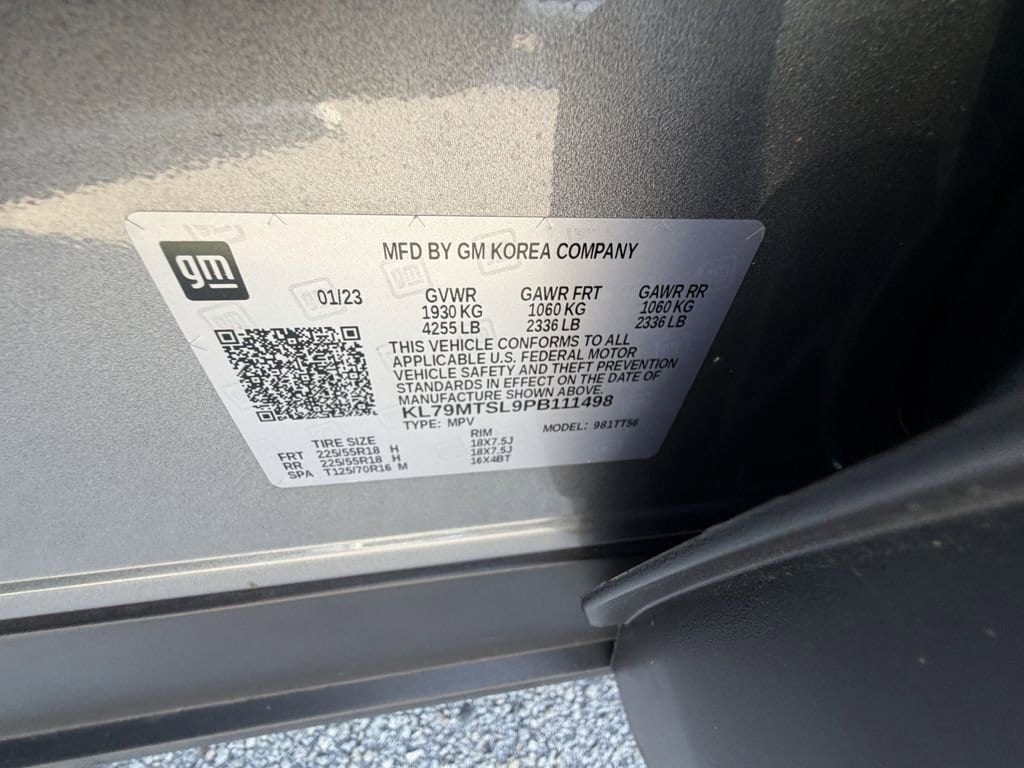 gm
MFD BY GM KOREA COMPANY
01/23 GVWR GAWR FRT GAWR RR
1930 KG 1060 KG 1060 KG
4255 LB 2336 LB 2336 LB
THIS VEHICLE CONFORMS TO ALL
APPLICABLE U.S. FEDERAL MOTOR
VEHICLE SAFETY AND THEFT PREVENTION
STANDARDS IN EFFECT ON THE DATE OF
MANUFACTURE SHOWN ABOVE.
KL79MTSL9PB111498
TYPE: MPV MODEL: 981TT56
TIRE SIZE RIM
FRT 225/55R18 H 18X7.5J
RR 225/55R18 H 18X7.5J
SPA T125/70R16 M 16X4BT